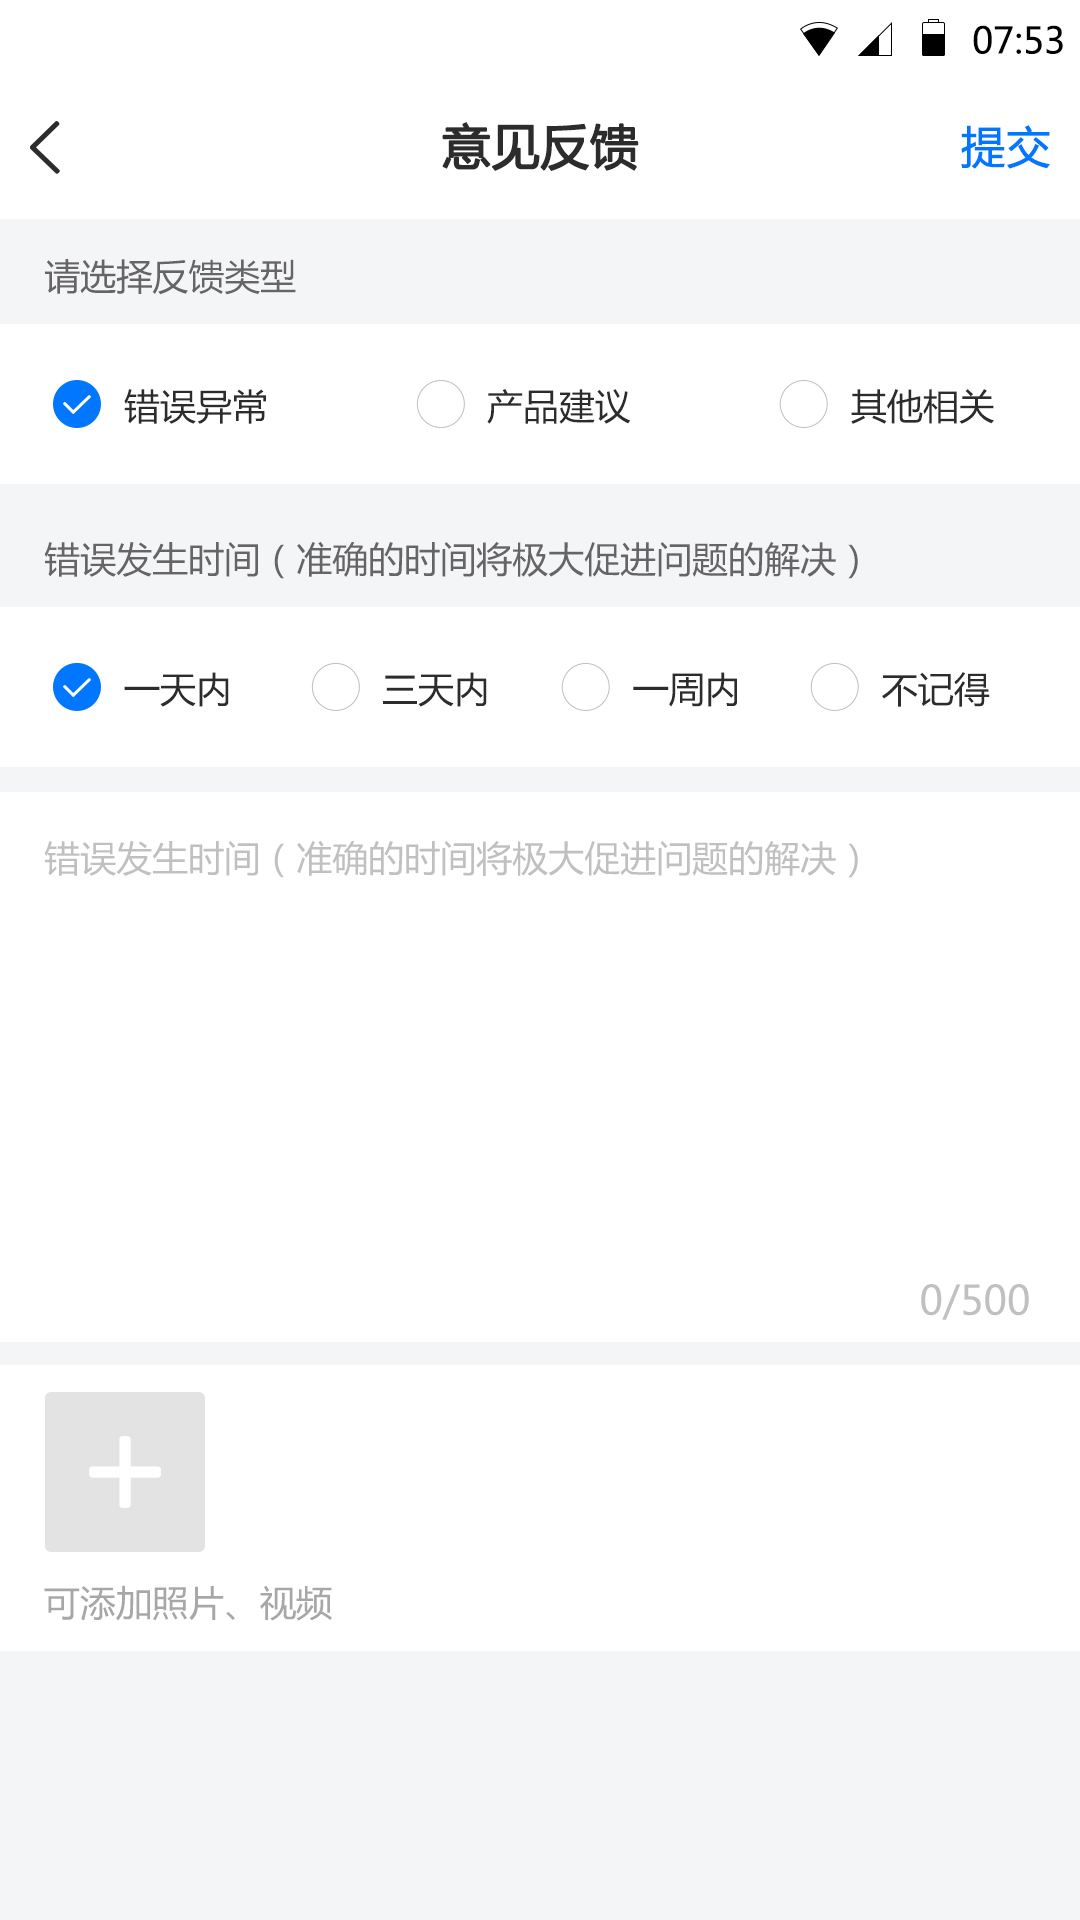 07:53
意见反馈 提交
请选择反馈类型
错误异常 产品建议 其他相关
错误发生时间（准确的时间将极大促进问题的解决）
一天内 三天内 一周内 不记得
错误发生时间（准确的时间将极大促进问题的解决）
0/500
可添加照片、视频